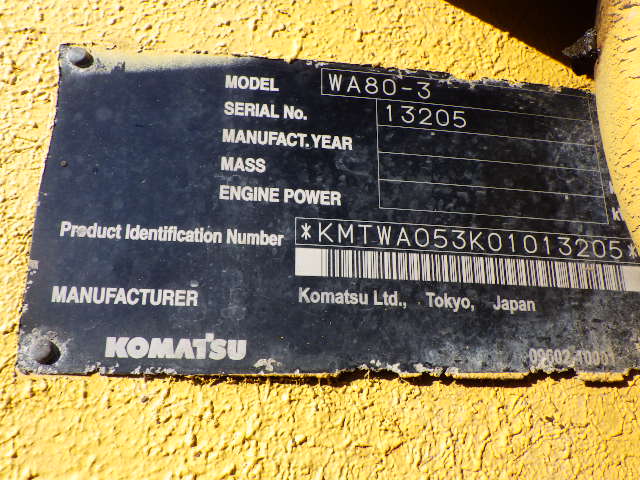 MODEL WA80-3
SERIAL No. 13205
MANUFACT.YEAR
MASS
ENGINE POWER
Product Identification Number *KMTWA053K01013205*
MANUFACTURER Komatsu Ltd., Tokyo, Japan
KOMATSU